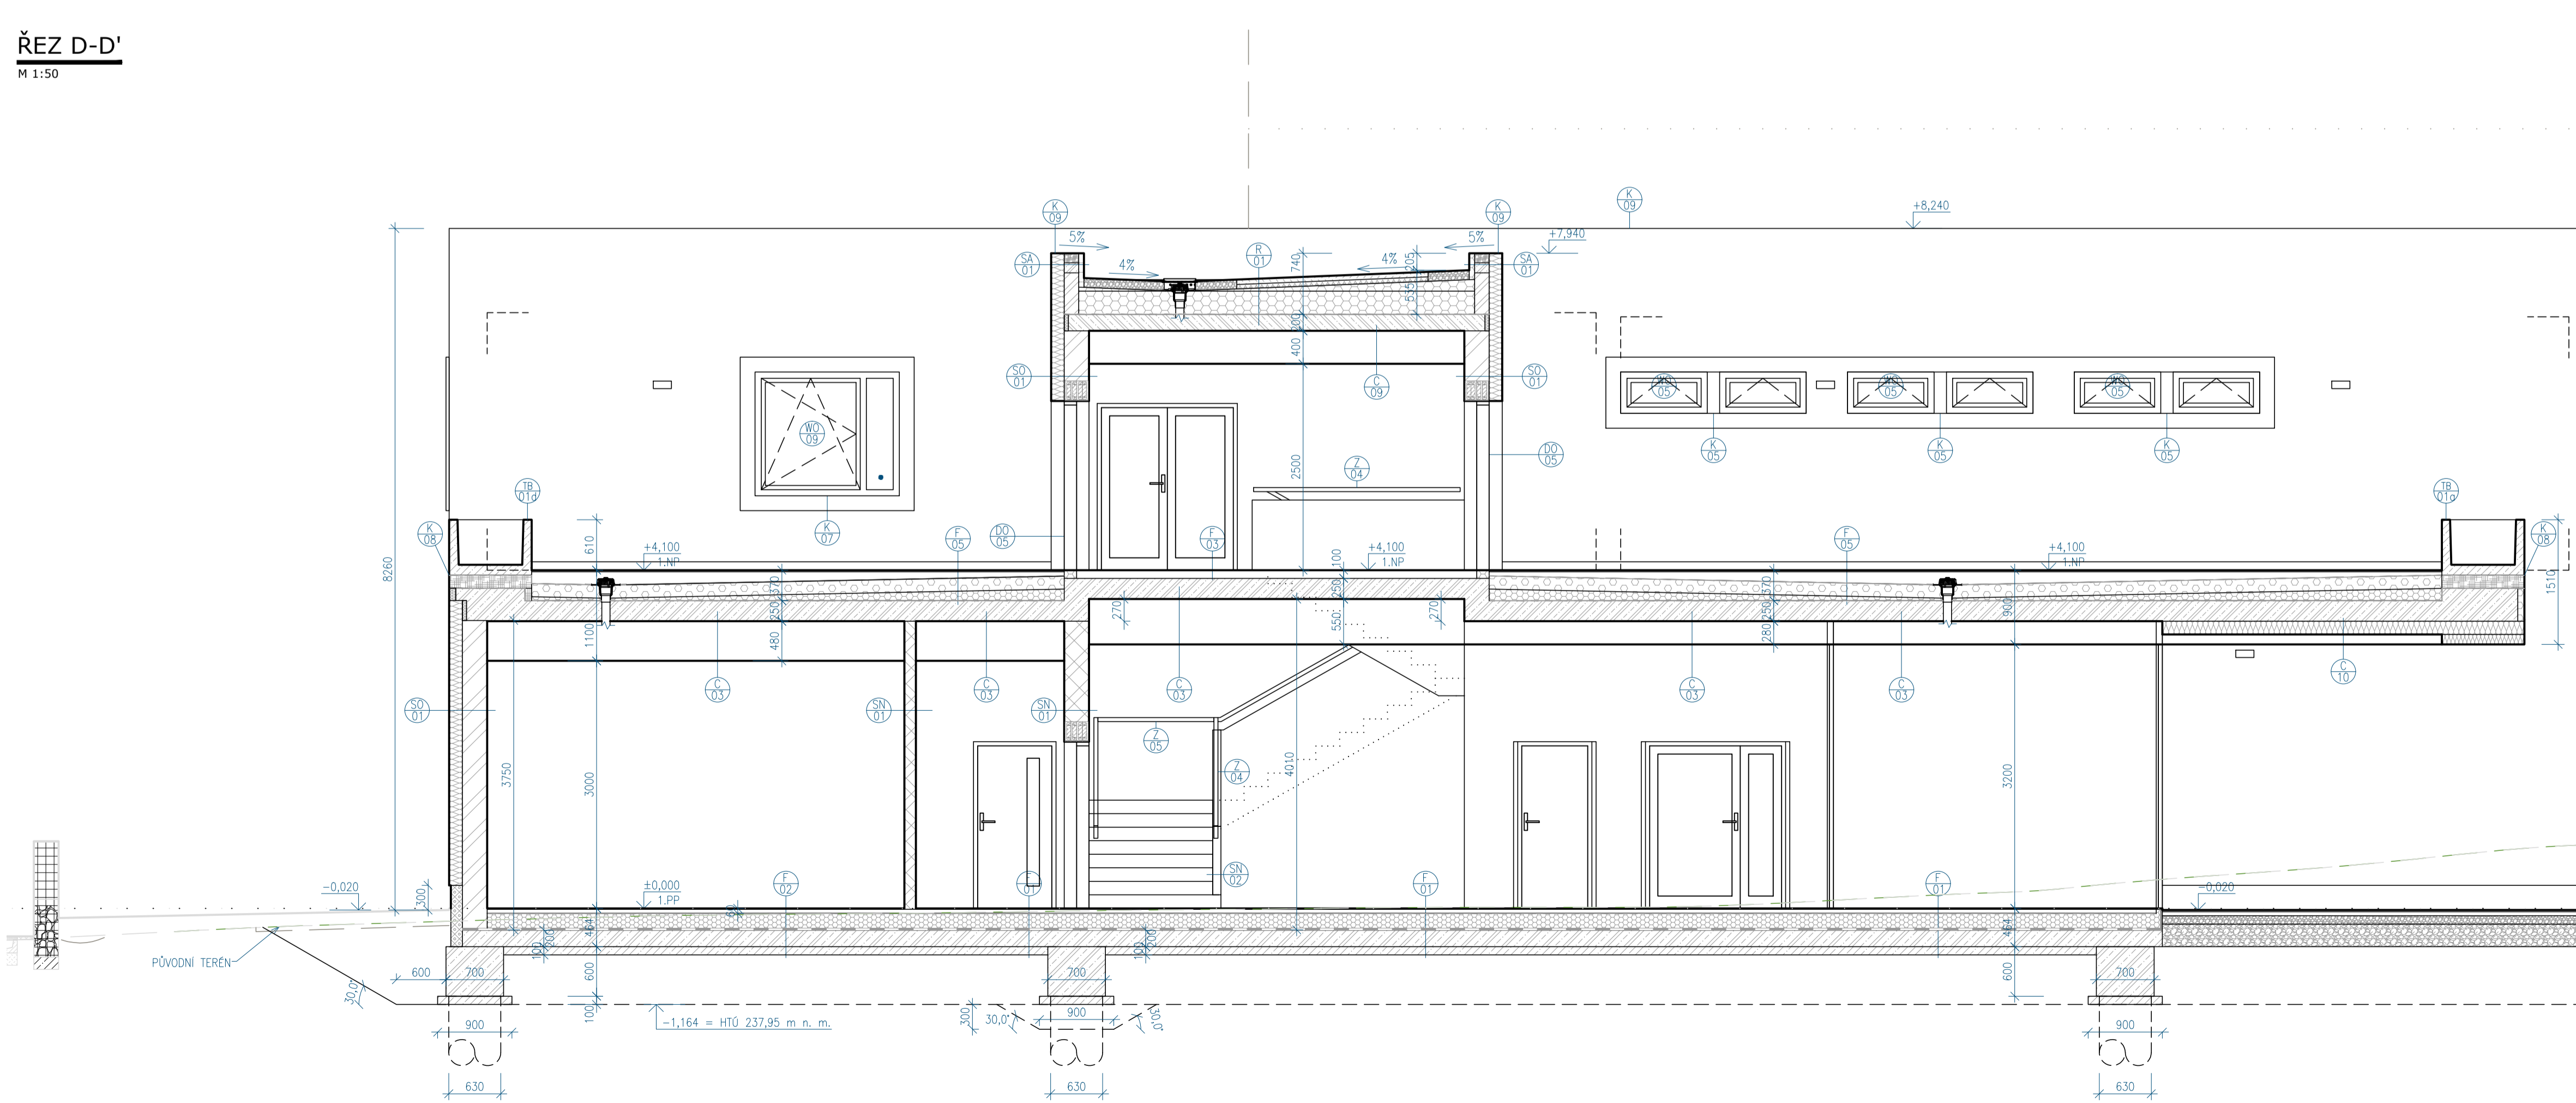 ŘEZ D-D'
M 1:50
K
09
K
09
K
09
+8,240
5%
5%
+7,940
SA
01
4%
R
01
740
4%
205
SA
01
535
200
400
SO
01
C
09
SO
01
WO
05
WO
05
WO
05
WO
09
K
05
K
05
K
05
DO
05
2500
Z
04
TB
01d
TB
01a
K
08
K
07
F
05
DO
05
F
03
F
05
K
08
8260
610
+4,100
1.NP
100
+4,100
1.NP
+4,100
1.NP
370
250
370
250
900
1510
270
550
270
1100
480
280
C
03
C
03
C
03
C
03
C
03
C
10
SO
01
SN
01
SN
01
Z
05
3750
3000
4010
Z
04
3200
SN
02
-0,020
300
±0,000
1.PP
F
02
F
01
F
01
F
01
-0,020
464
100
200
100
200
464
PŮVODNÍ TERÉN
600
700
600
700
600
700
30,0°
100
-1,164 = HTÚ 237,95 m n. m.
300
30,0°
900
30,0°
900
900
630
630
630